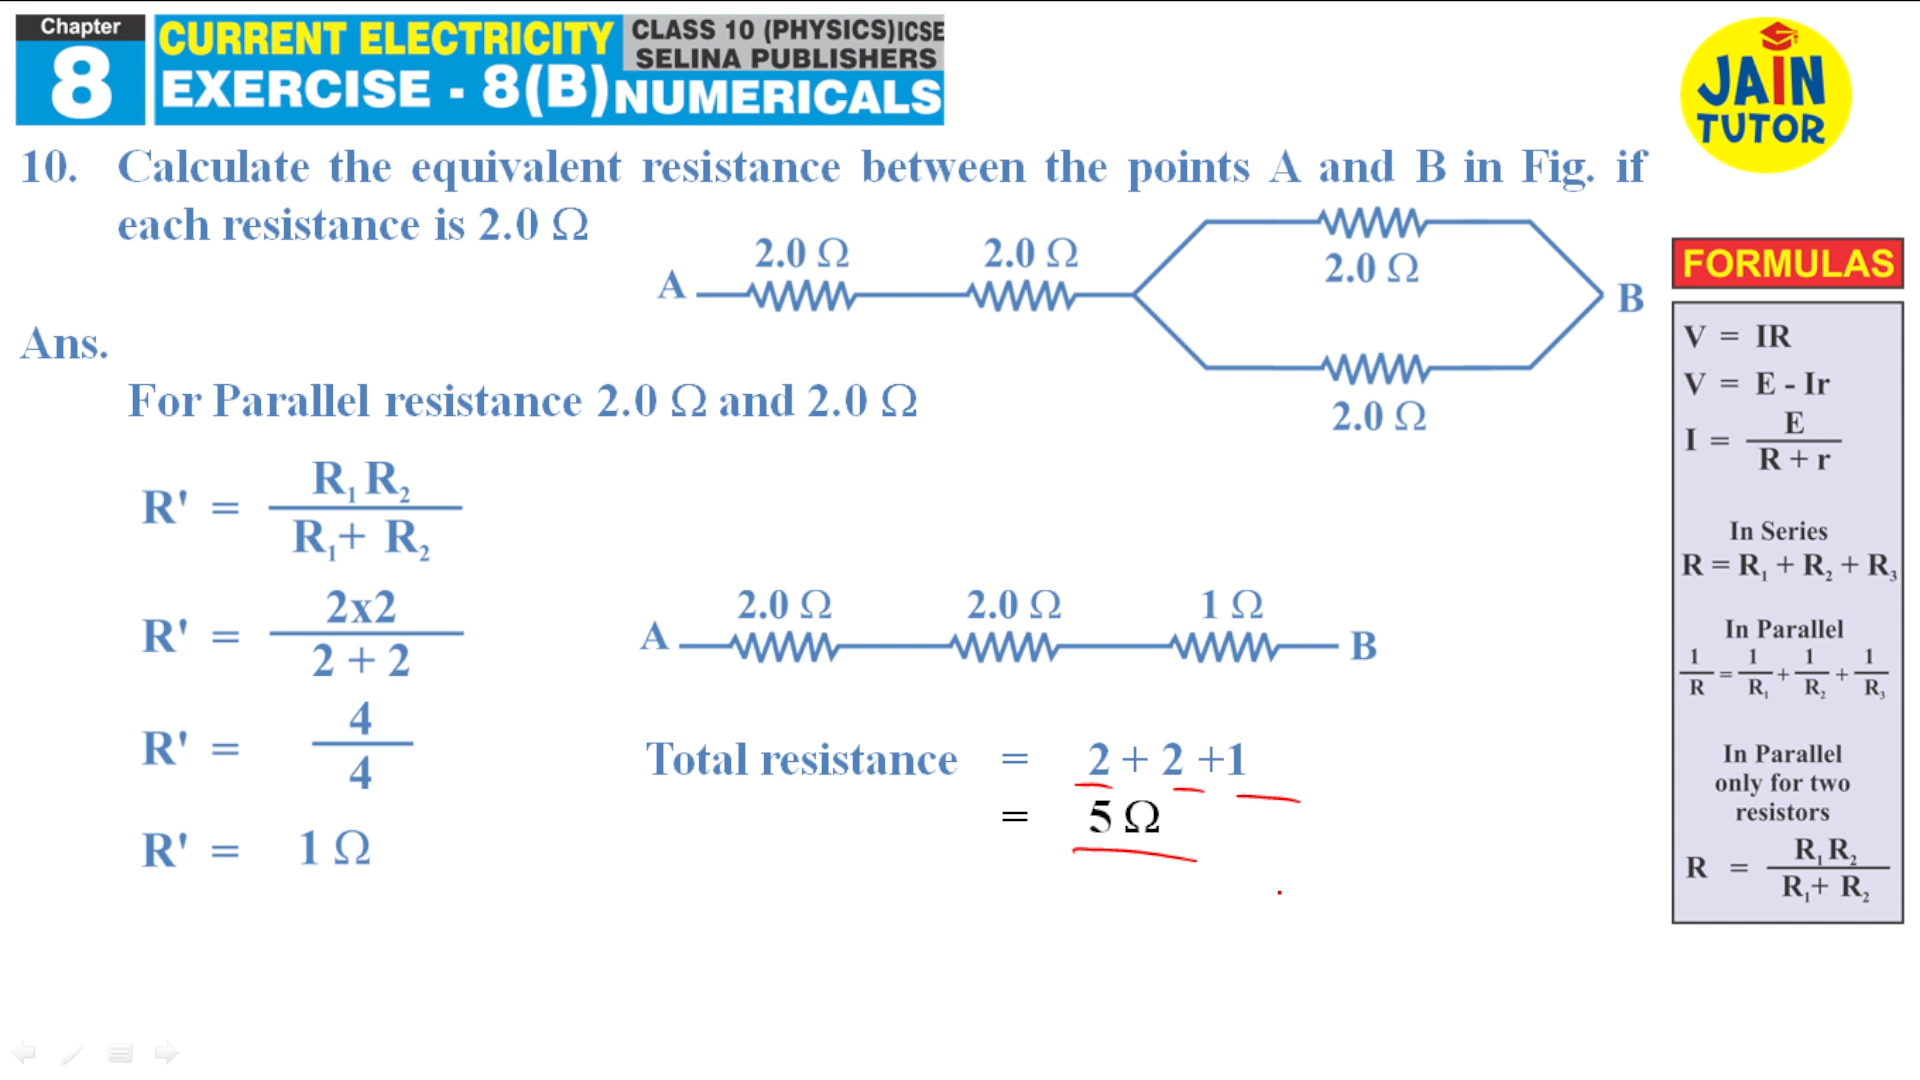 Chapter
8
CURRENT ELECTRICITY
CLASS 10 (PHYSICS)ICSE
SELINA PUBLISHERS
EXERCISE - 8(B) NUMERICALS
JAIN
TUTOR
10. Calculate the equivalent resistance between the points A and B in Fig. if
each resistance is 2.0 Ω
2.0 Ω 2.0 Ω 2.0 Ω
A B
2.0 Ω
Ans.
For Parallel resistance 2.0 Ω and 2.0 Ω
R' = R₁ R₂ / R₁+ R₂
R' = 2x2 / 2 + 2
R' = 4 / 4
R' = 1 Ω
2.0 Ω 2.0 Ω 1 Ω
A B
Total resistance = 2 + 2 +1
= 5 Ω
FORMULAS
V = IR
V = E - Ir
I = E / R + r
In Series
R = R₁ + R₂ + R₃
In Parallel
1/R = 1/R₁ + 1/R₂ + 1/R₃
In Parallel
only for two
resistors
R = R₁ R₂ / R₁+ R₂